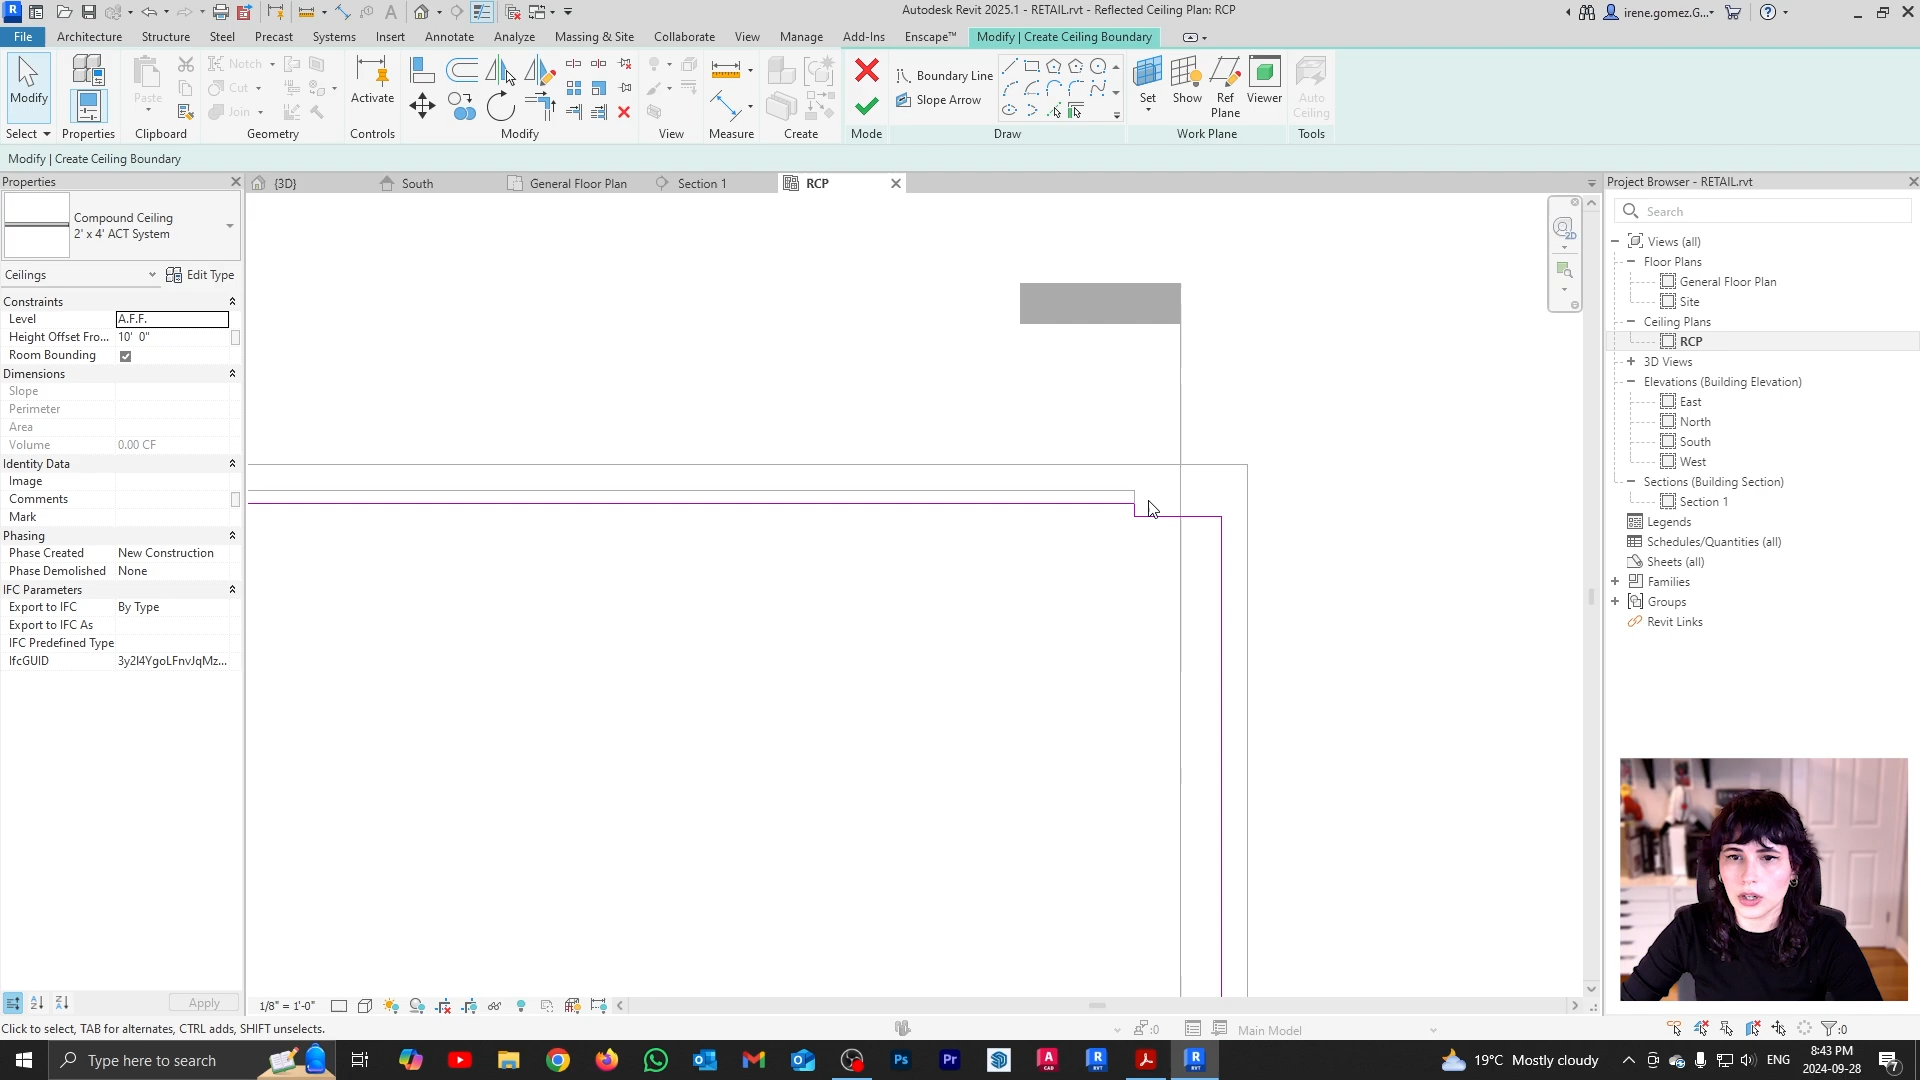 Autodesk Revit 2025.1 - RETAIL.rvt - Reflected Ceiling Plan: RCP
irene.gomez.G...
File Architecture Structure Steel Precast Systems Insert Annotate Analyze Massing & Site Collaborate View Manage Add-Ins Enscape™ Modify | Create Ceiling Boundary
Modify
Paste
Notch
Cut
Join
Activate
Boundary Line
Slope Arrow
Set
Show
Ref
Plane
Viewer
Auto
Ceiling
Select Properties Clipboard Geometry Controls Modify View Measure Create Mode Draw Work Plane Tools
Modify | Create Ceiling Boundary
Properties
{3D} South General Floor Plan Section 1 RCP
Compound Ceiling
2' x 4' ACT System
Ceilings Edit Type
Constraints
Level A.F.F.
Height Offset Fro... 10' 0"
Room Bounding
Dimensions
Slope
Perimeter
Area
Volume 0.00 CF
Identity Data
Image
Comments
Mark
Phasing
Phase Created New Construction
Phase Demolished None
IFC Parameters
Export to IFC By Type
Export to IFC As
IFC Predefined Type
IfcGUID 3y2I4YgoLFnvJqMz...
Apply
2D
Project Browser - RETAIL.rvt
Search
Views (all)
Floor Plans
General Floor Plan
Site
Ceiling Plans
RCP
3D Views
Elevations (Building Elevation)
East
North
South
West
Sections (Building Section)
Section 1
Legends
Schedules/Quantities (all)
Sheets (all)
Families
Groups
Revit Links
1/8" = 1'-0"
Click to select, TAB for alternates, CTRL adds, SHIFT unselects.
:0
Main Model
:0
Type here to search
Ps
Pr
19°C Mostly cloudy
ENG
8:43 PM
2024-09-28
7